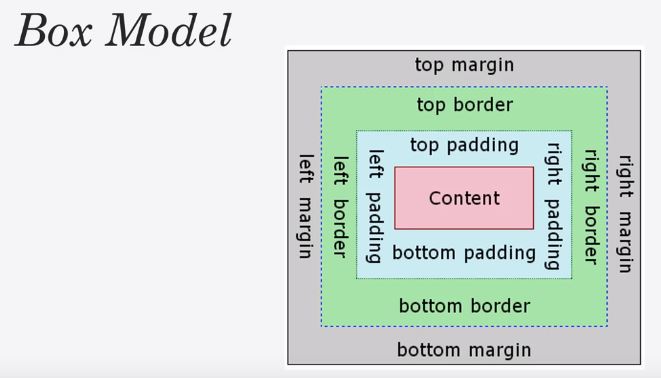 Box Model
top margin
top border
top padding
left margin
left border
left padding
Content
right padding
right border
right margin
bottom padding
bottom border
bottom margin